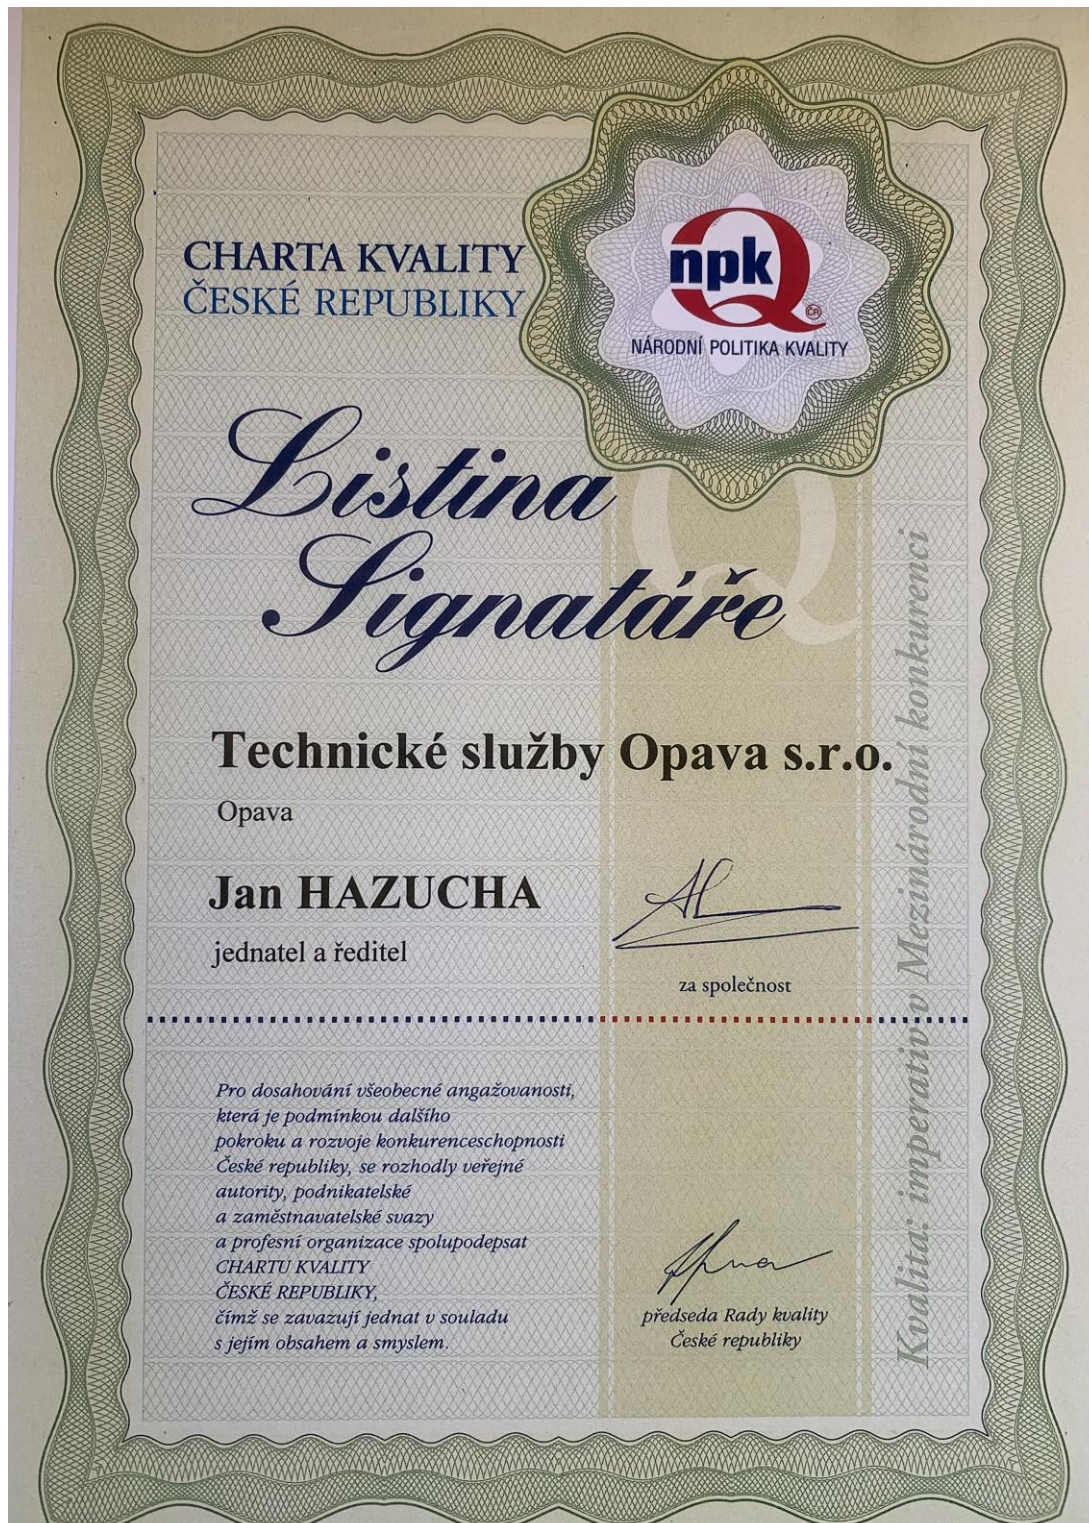 CHARTA KVALITY
ČESKÉ REPUBLIKY
npk
ČR
NÁRODNÍ POLITIKA KVALITY
Listina
Signatáře
Technické služby Opava s.r.o.
Opava
Jan HAZUCHA
jednatel a ředitel
za společnost
Pro dosahování všeobecné angažovanosti,
která je podmínkou dalšího
pokroku a rozvoje konkurenceschopnosti
České republiky, se rozhodly veřejné
autority, podnikatelské
a zaměstnavatelské svazy
a profesní organizace spolupodepsat
CHARTU KVALITY
ČESKÉ REPUBLIKY,
čímž se zavazují jednat v souladu
s jejím obsahem a smyslem.
předseda Rady kvality
České republiky
Kvalita: imperativ v Mezinárodní konkurenci